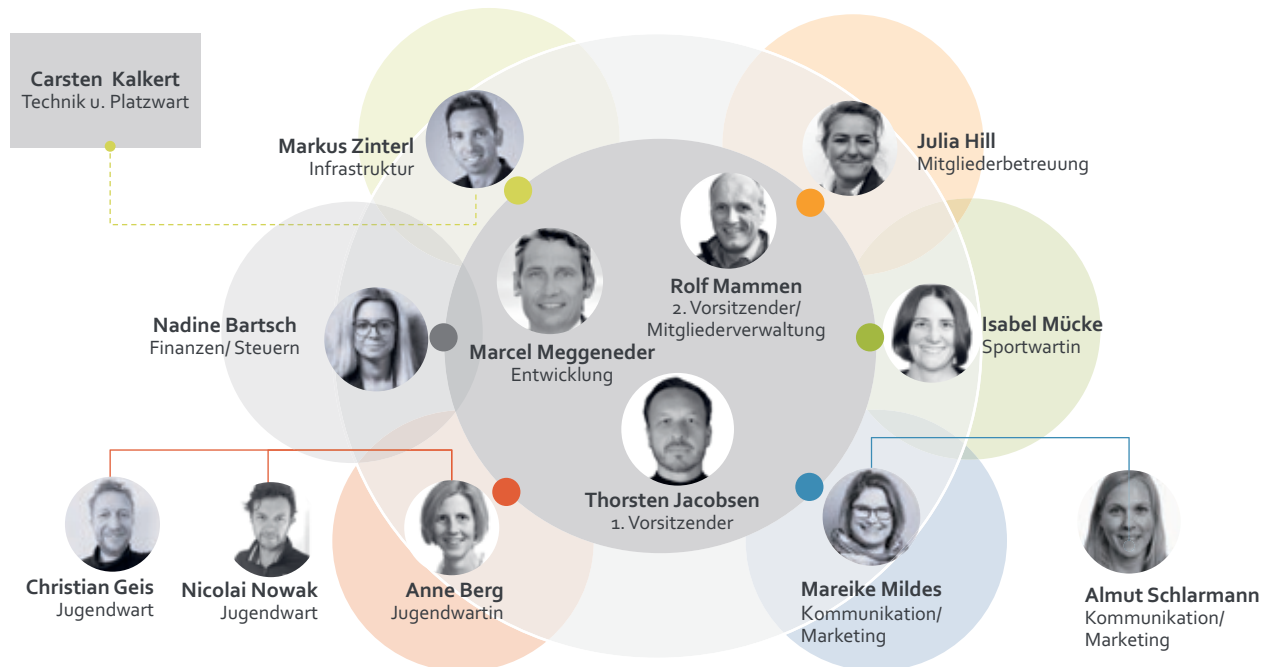 Carsten Kalkert
Technik u. Platzwart
Markus Zinterl
Infrastruktur
Julia Hill
Mitgliederbetreuung
Rolf Mammen
2. Vorsitzender/
Mitgliederverwaltung
Nadine Bartsch
Finanzen/ Steuern
Marcel Meggeneder
Entwicklung
Isabel Mücke
Sportwartin
Thorsten Jacobsen
1. Vorsitzender
Christian Geis
Jugendwart
Nicolai Nowak
Jugendwart
Anne Berg
Jugendwartin
Mareike Mildes
Kommunikation/
Marketing
Almut Schlarmann
Kommunikation/
Marketing